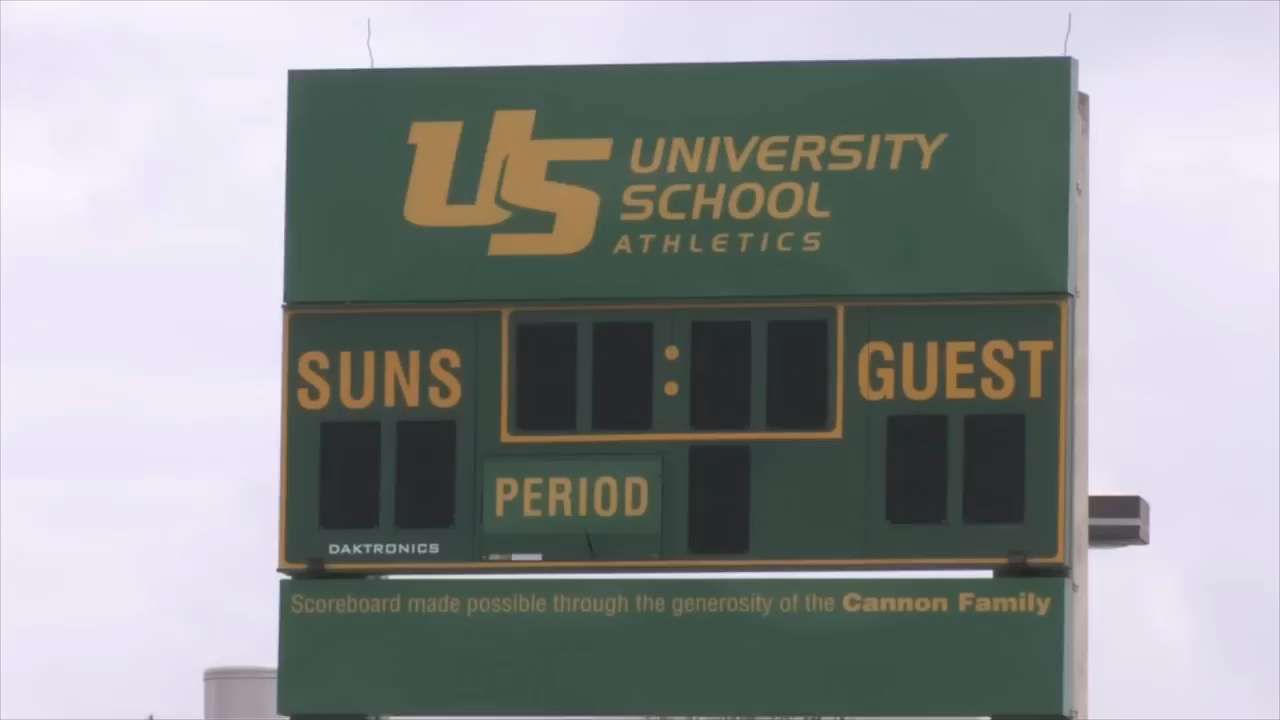 US UNIVERSITY
SCHOOL
ATHLETICS
SUNS
:
GUEST
PERIOD
DAKTRONICS
Scoreboard made possible through the generosity of the Cannon Family